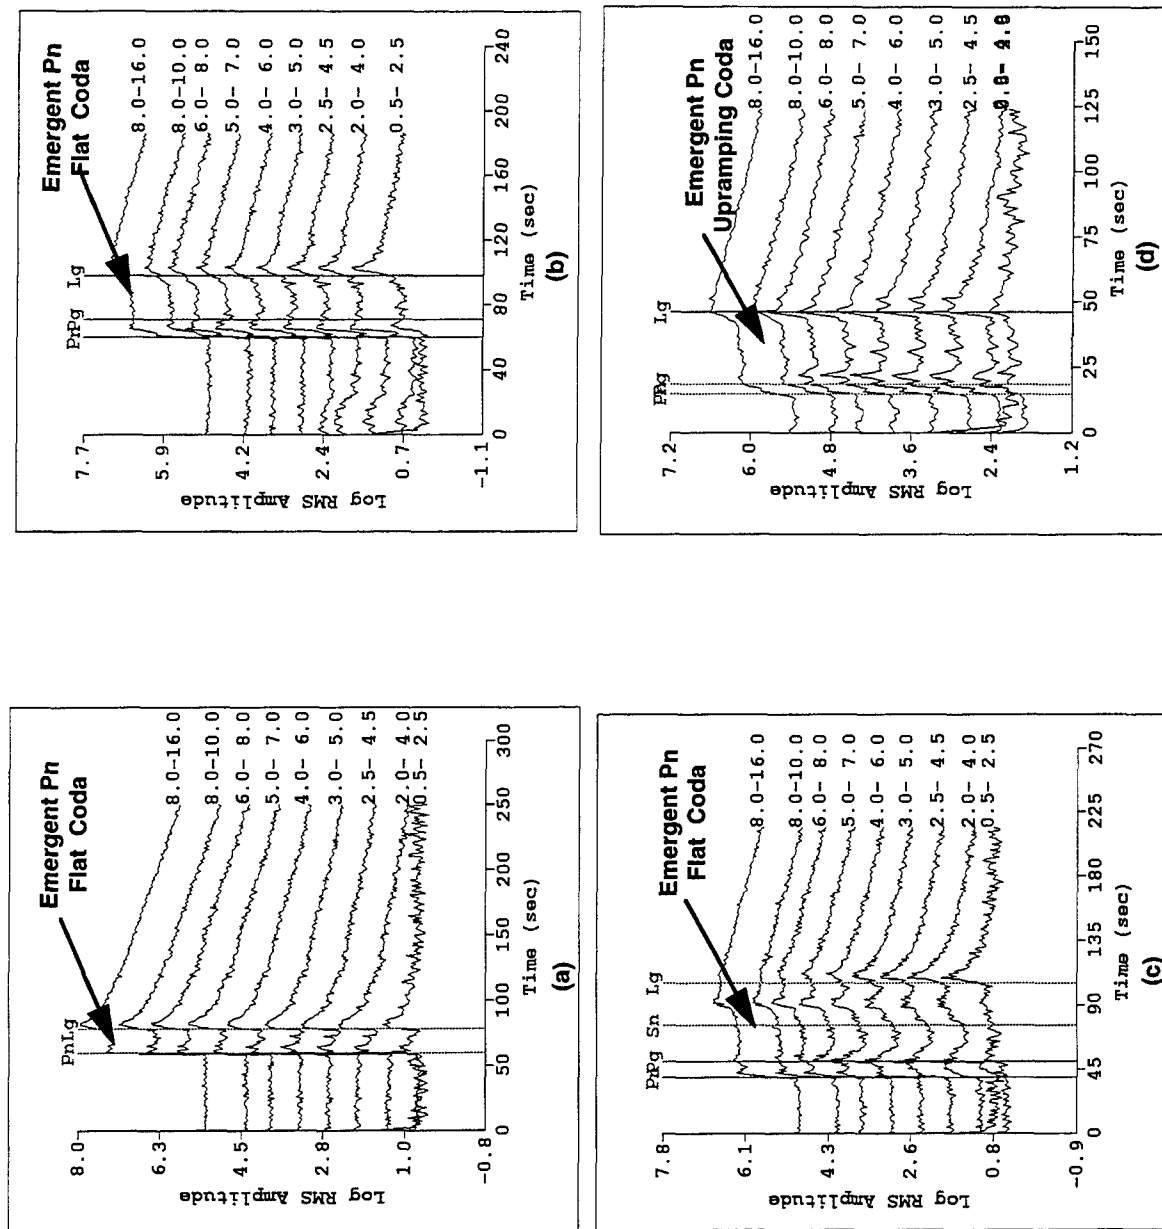 Emergent Pn
Flat Coda
PnLg
8.0
6.3
4.5
2.8
1.0
-0.8
Log RMS Amplitude
8.0-16.0
8.0-10.0
6.0- 8.0
5.0- 7.0
4.0- 6.0
3.0- 5.0
2.5- 4.5
2.0- 4.0
0.5- 2.5
0 50 100 150 200 250 300
Time (sec)
(a)
Emergent Pn
Flat Coda
PrPg Lg
7.7
5.9
4.2
2.4
0.7
-1.1
Log RMS Amplitude
8.0-16.0
8.0-10.0
6.0- 8.0
5.0- 7.0
4.0- 6.0
3.0- 5.0
2.5- 4.5
2.0- 4.0
0.5- 2.5
0 40 80 120 160 200 240
Time (sec)
(b)
Emergent Pn
Flat Coda
PrPg Sn Lg
7.8
6.1
4.3
2.6
0.8
-0.9
Log RMS Amplitude
8.0-16.0
8.0-10.0
6.0- 8.0
5.0- 7.0
4.0- 6.0
3.0- 5.0
2.5- 4.5
2.0- 4.0
0.5- 2.5
0 45 90 135 180 225 270
Time (sec)
(c)
Emergent Pn
Upramping Coda
Lg
7.2
6.0
4.8
3.6
2.4
1.2
Log RMS Amplitude
8.0-16.0
8.0-10.0
6.0- 8.0
5.0- 7.0
4.0- 6.0
3.0- 5.0
2.5- 4.5
0 25 50 75 100 125 150
Time (sec)
(d)